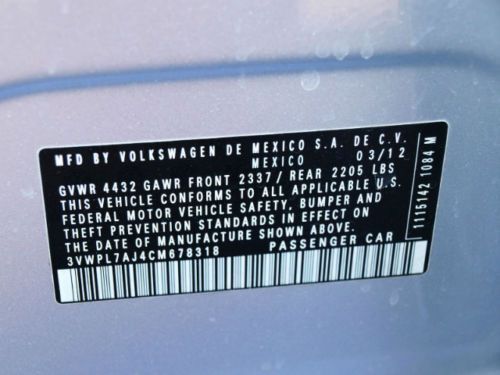 MFD BY VOLKSWAGEN DE MEXICO S.A. DE C.V.
MEXICO 03/12
GVWR 4432 GAWR FRONT 2337/ REAR 2205 LBS
THIS VEHICLE CONFORMS TO ALL APPLICABLE U.S.
FEDERAL MOTOR VEHICLE SAFETY, BUMPER AND
THEFT PREVENTION STANDARDS IN EFFECT ON
THE DATE OF MANUFACTURE SHOWN ABOVE.
3VWPL7AJ4CM678318 PASSENGER CAR
1116142 1084 M